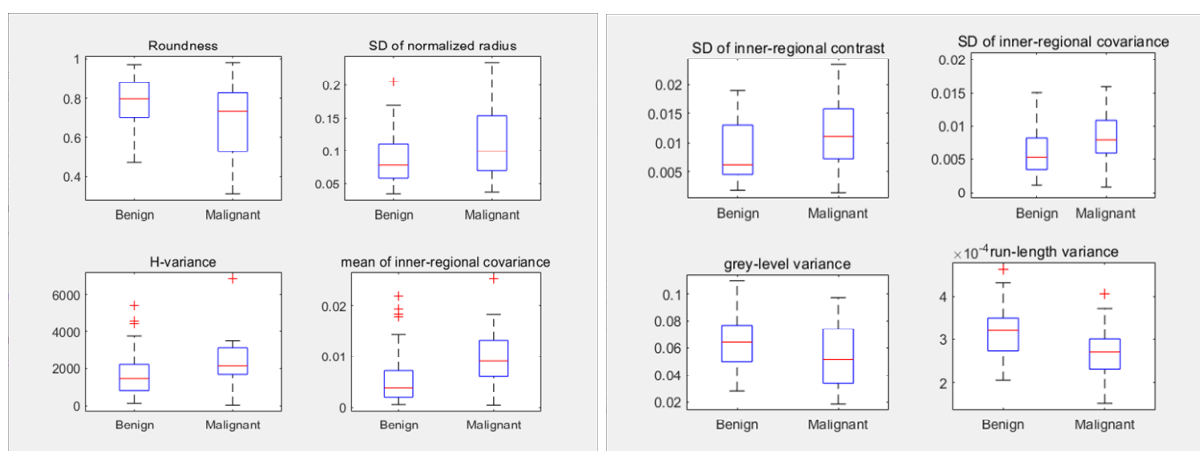 Roundness
1
0.8
0.6
0.4
Benign Malignant
SD of normalized radius
0.2
0.15
0.1
0.05
Benign Malignant
H-variance
6000
4000
2000
0
Benign Malignant
mean of inner-regional covariance
0.02
0.01
0
Benign Malignant
SD of inner-regional contrast
0.02
0.015
0.01
0.005
Benign Malignant
SD of inner-regional covariance
0.02
0.015
0.01
0.005
0
Benign Malignant
grey-level variance
0.1
0.08
0.06
0.04
0.02
Benign Malignant
×10⁻⁴ run-length variance
4
3
2
Benign Malignant